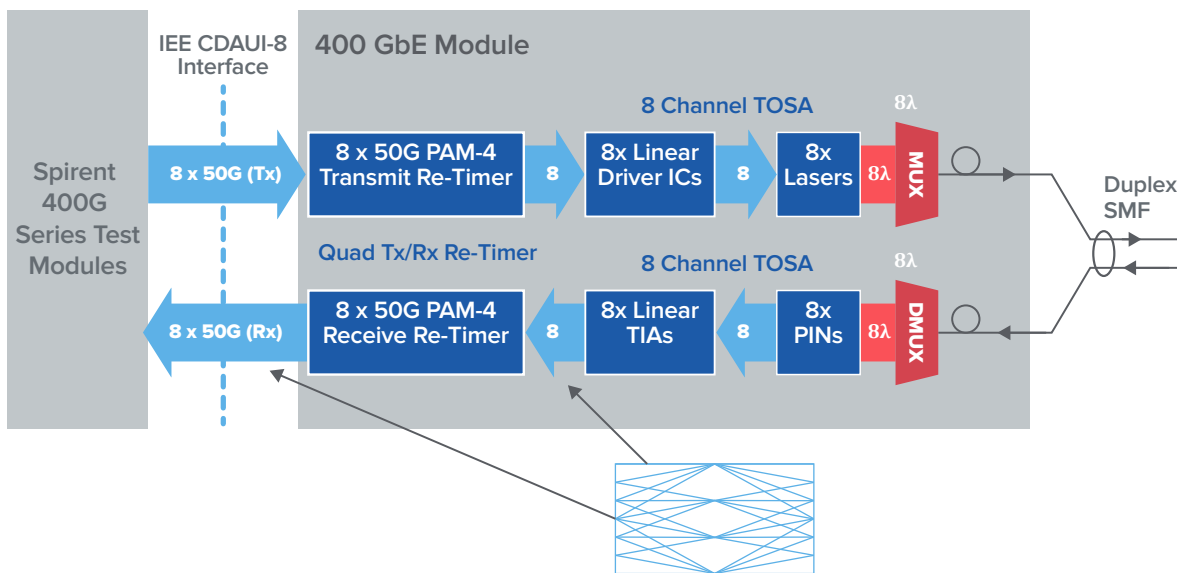 IEE CDAUI-8
Interface
400 GbE Module
Spirent
400G
Series Test
Modules
8 Channel TOSA
8λ
8 x 50G (Tx)
8 x 50G PAM-4
Transmit Re-Timer
8
8x Linear
Driver ICs
8
8x
Lasers
8λ
MUX
Duplex
SMF
Quad Tx/Rx Re-Timer
8 Channel TOSA
8λ
8 x 50G (Rx)
8 x 50G PAM-4
Receive Re-Timer
8
8x Linear
TIAs
8
8x
PINs
8λ
DMUX